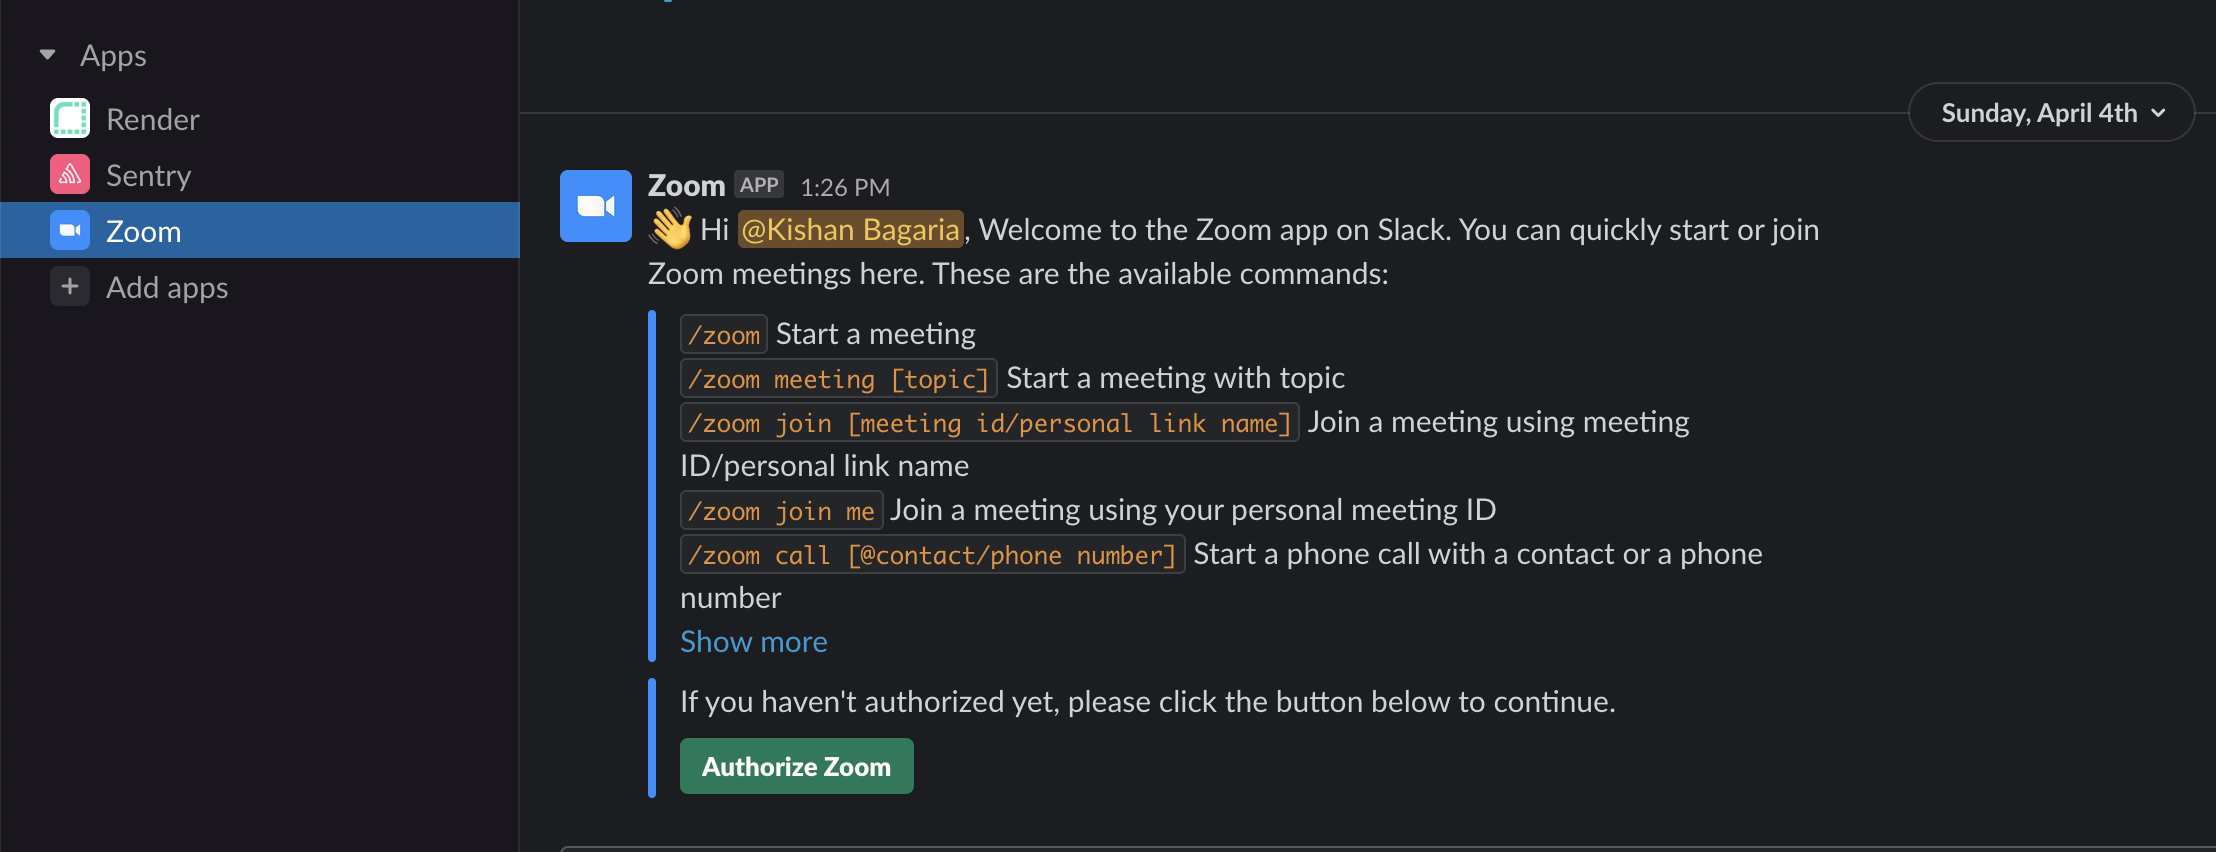 Apps
Render
Sentry
Zoom
Add apps
Sunday, April 4th
Zoom APP 1:26 PM
👋 Hi @Kishan Bagaria, Welcome to the Zoom app on Slack. You can quickly start or join
Zoom meetings here. These are the available commands:
/zoom Start a meeting
/zoom meeting [topic] Start a meeting with topic
/zoom join [meeting id/personal link name] Join a meeting using meeting
ID/personal link name
/zoom join me Join a meeting using your personal meeting ID
/zoom call [@contact/phone number] Start a phone call with a contact or a phone
number
Show more
If you haven't authorized yet, please click the button below to continue.
Authorize Zoom